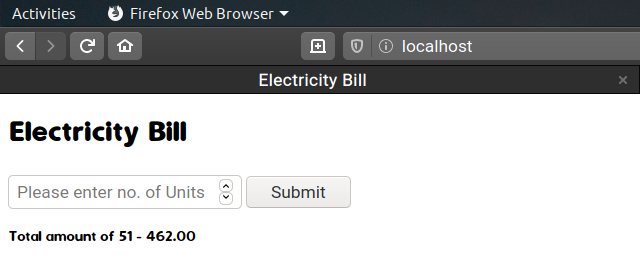 Activities Firefox Web Browser
localhost
Electricity Bill
Electricity Bill
Please enter no. of Units Submit
Total amount of 51 - 462.00